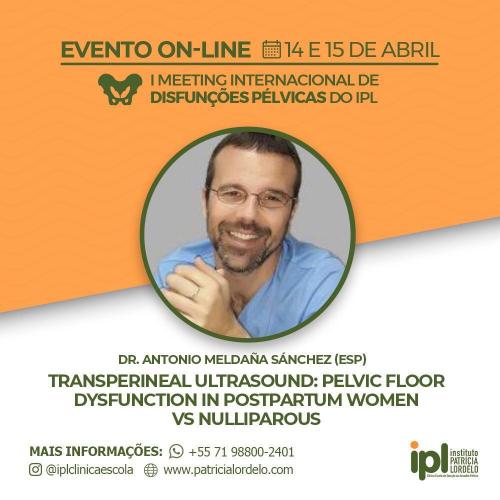 EVENTO ON-LINE 14 E 15 DE ABRIL
I MEETING INTERNACIONAL DE
DISFUNÇÕES PÉLVICAS DO IPL
DR. ANTONIO MELDAÑA SÁNCHEZ (ESP)
TRANSPERINEAL ULTRASOUND: PELVIC FLOOR
DYSFUNCTION IN POSTPARTUM WOMEN
VS NULLIPAROUS
MAIS INFORMAÇÕES: +55 71 98800-2401
@iplclinicaescola www.patricialordelo.com
ipl instituto
PATRÍCIA
LORDELO